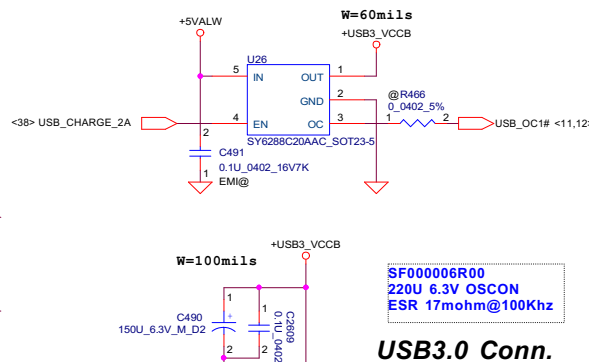 W=60mils
+5VALW
+USB3_VCCB
U26
5 IN OUT 1
GND 2
@R466
0_0402_5%
<38> USB_CHARGE_2A 4 EN OC 3 1 2 USB_OC1# <11,12>
SY6288C20AAC_SOT23-5
2
C491
0.1U_0402_16V7K
1
EMI@
+USB3_VCCB
W=100mils
SF000006R00
220U 6.3V OSCON
ESR 17mohm@100Khz
1 1
+
C490
150U_6.3V_M_D2
C2609
0.1U_0402
2 2
USB3.0 Conn.